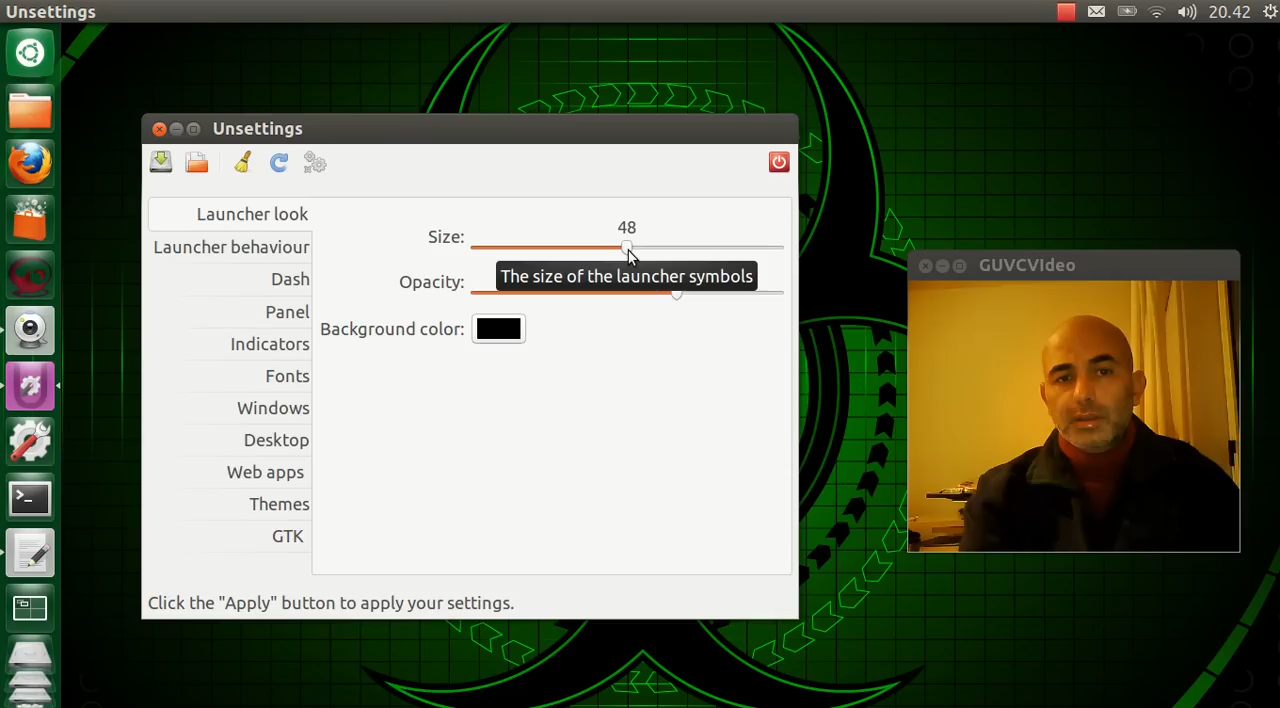 Unsettings
20.42
Unsettings
Launcher look
Launcher behaviour
Dash
Panel
Indicators
Fonts
Windows
Desktop
Web apps
Themes
GTK
48
Size:
The size of the launcher symbols
Opacity:
Background color:
Click the "Apply" button to apply your settings.
GUVCVIdeo